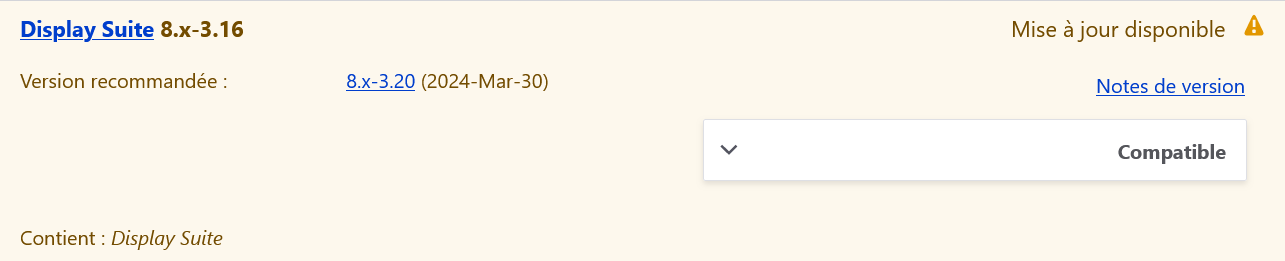 Display Suite 8.x-3.16 Mise à jour disponible
Version recommandée : 8.x-3.20 (2024-Mar-30)
Notes de version
Compatible
Contient : Display Suite